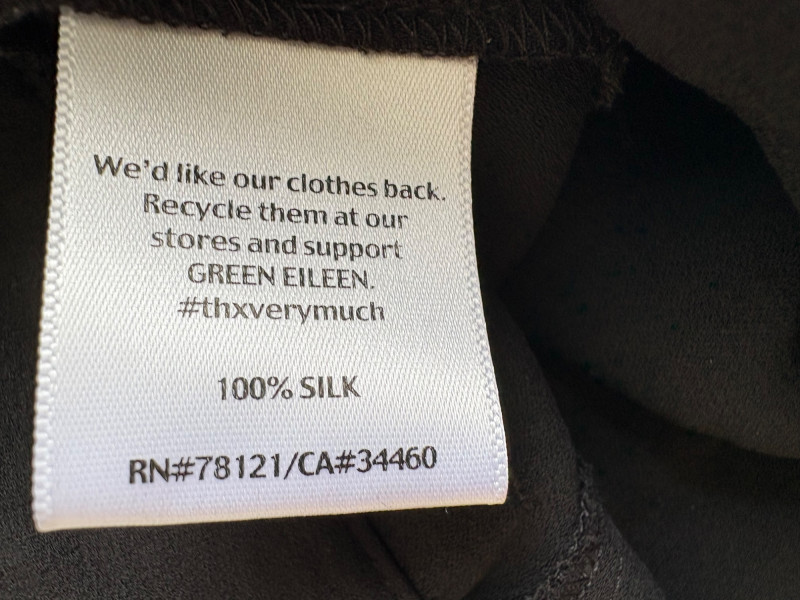 We'd like our clothes back.
Recycle them at our
stores and support
GREEN EILEEN.
#thxverymuch
100% SILK
RN#78121/CA#34460